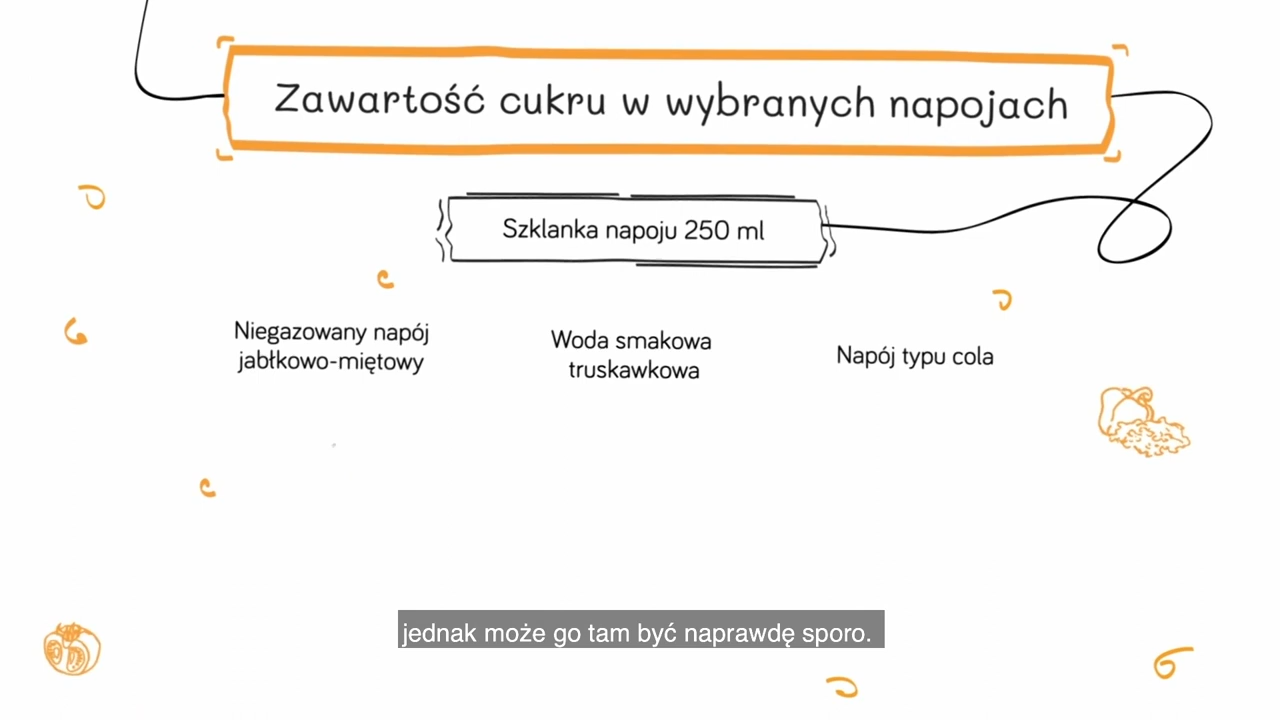 Zawartość cukru w wybranych napojach
Szklanka napoju 250 ml
Niegazowany napój
jabłkowo-miętowy
Woda smakowa
truskawkowa
Napój typu cola
jednak może go tam być naprawdę sporo.